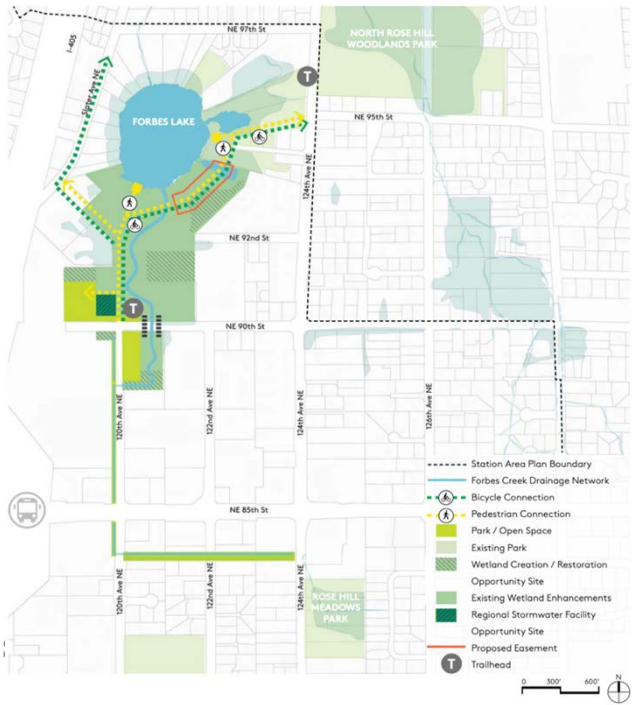 NE 97th St
I-405
NORTH ROSE HILL
WOODLANDS PARK
T
Slater Ave NE
FORBES LAKE
NE 95th St
124th Ave NE
NE 92nd St
T
NE 90th St
120th Ave NE
122nd Ave NE
124th Ave NE
126th Ave NE
NE 85th St
120th Ave NE
122nd Ave NE
124th Ave NE
ROSE HILL
MEADOWS
PARK
Station Area Plan Boundary
Forbes Creek Drainage Network
Bicycle Connection
Pedestrian Connection
Park / Open Space
Existing Park
Wetland Creation / Restoration
Opportunity Site
Existing Wetland Enhancements
Regional Stormwater Facility
Opportunity Site
Proposed Easement
T Trailhead
0 300' 600'
N